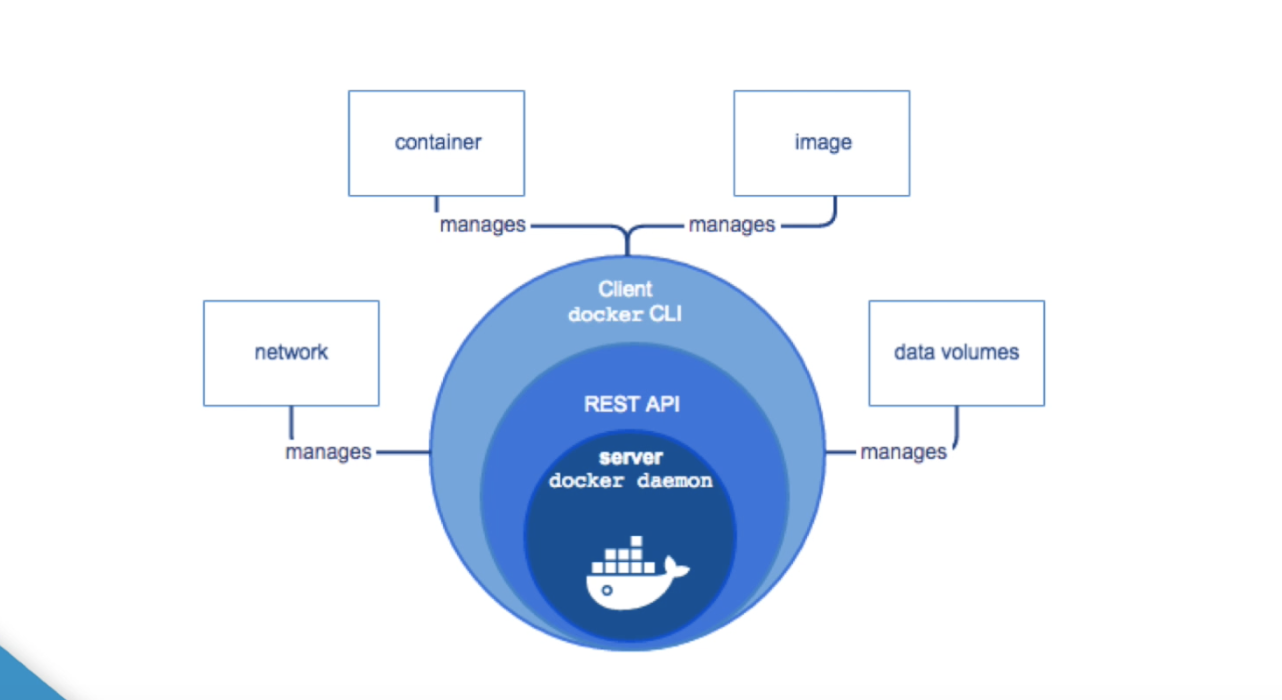 container
image
manages
manages
Client
docker CLI
network
data volumes
REST API
manages
server
docker daemon
manages